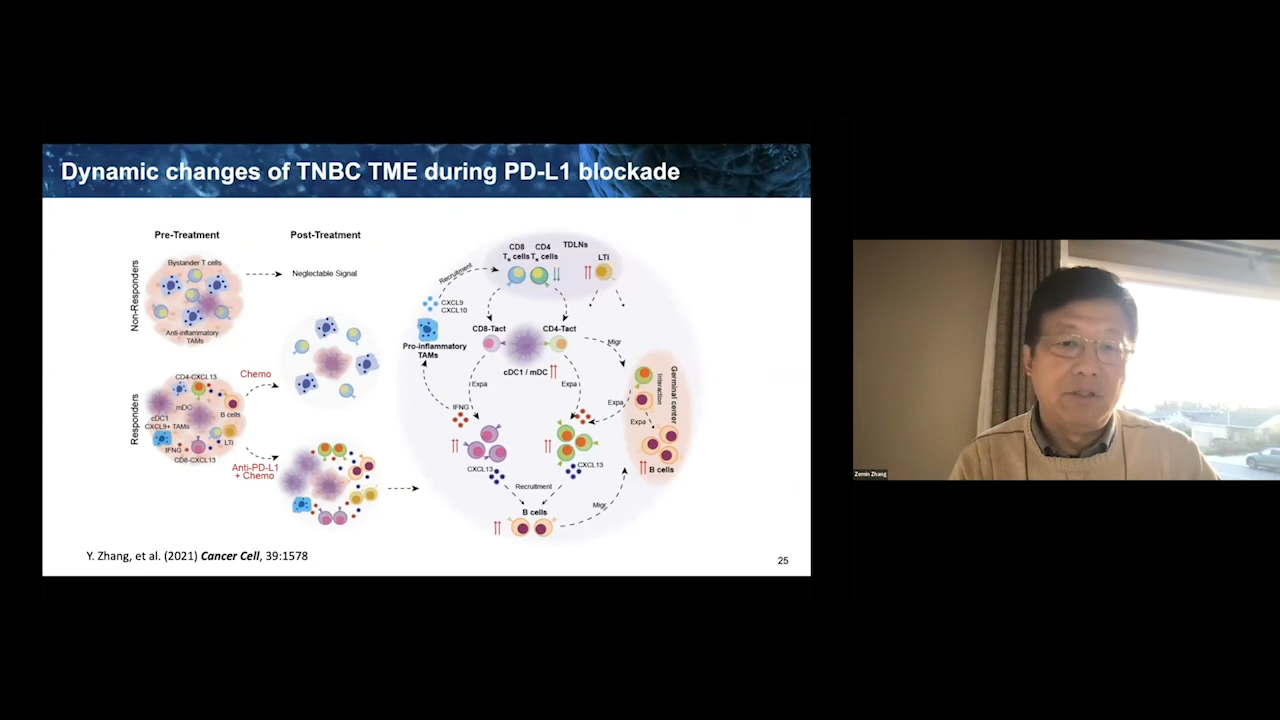 Dynamic changes of TNBC TME during PD-L1 blockade
Pre-Treatment
Post-Treatment
Non-Responders
Bystander T cells
Anti-inflammatory
TAMs
Neglectable Signal
Responders
CD4-CXCL13
mDC
cDC1
B cells
CXCL9+ TAMs
LTi
IFNG
CD8-CXCL13
Chemo
Anti-PD-L1
+ Chemo
Recruitment
CXCL9
CXCL10
Pro-inflammatory
TAMs
CD8
CD4
TDLNs
cells
cells
LTi
CD8-Tact
CD4-Tact
cDC1 / mDC
Migr
Expa
Expa
IFNG
Expa
Expa
Interaction
Germinal center
B cells
CXCL13
CXCL13
Recruitment
B cells
Migr
Y. Zhang, et al. (2021) Cancer Cell, 39:1578
25
Zemin Zhang